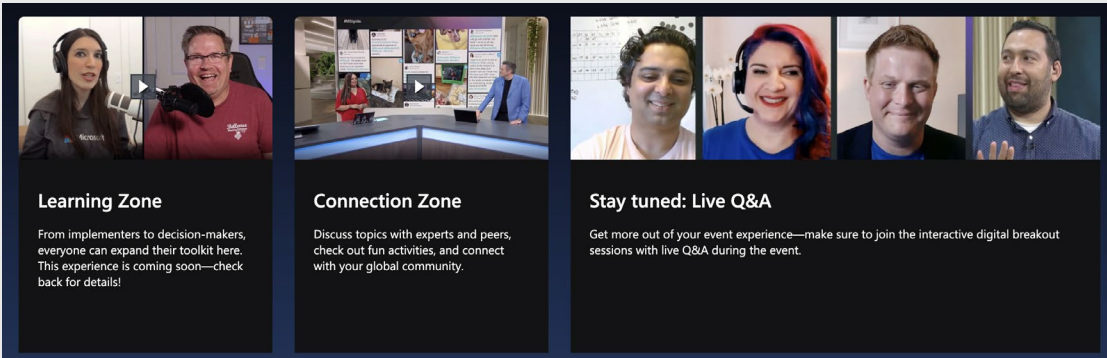 #MSIgnite
Microsoft
Learning Zone
From implementers to decision-makers,
everyone can expand their toolkit here.
This experience is coming soon—check
back for details!
Connection Zone
Discuss topics with experts and peers,
check out fun activities, and connect
with your global community.
Stay tuned: Live Q&A
Get more out of your event experience—make sure to join the interactive digital breakout
sessions with live Q&A during the event.